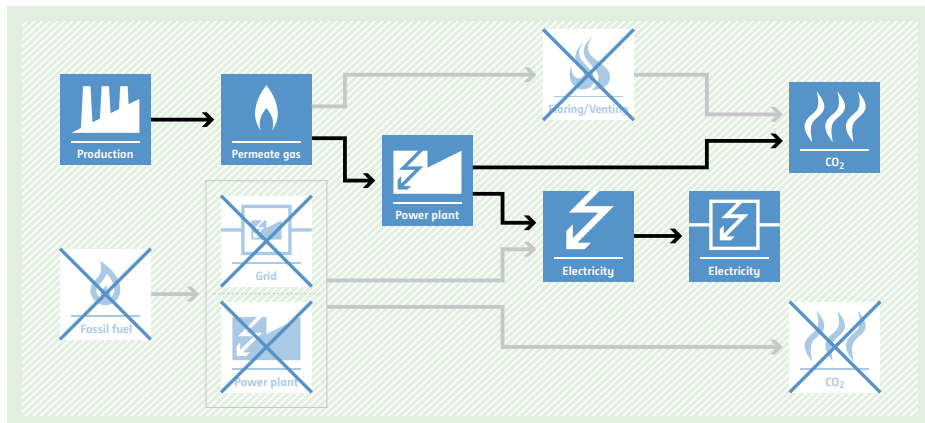 Flaring/Venting
Production
Permeate gas
CO₂
Power plant
Grid
Electricity
Electricity
Fossil fuel
Power plant
CO₂